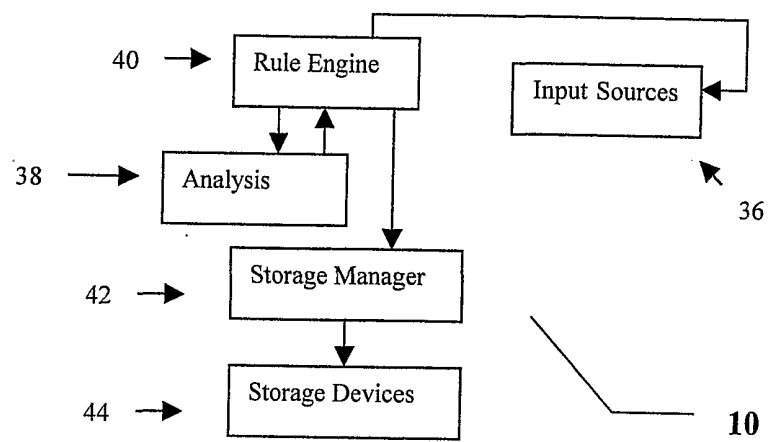 40
Rule Engine
Input Sources
38
Analysis
36
42
Storage Manager
44
Storage Devices
10